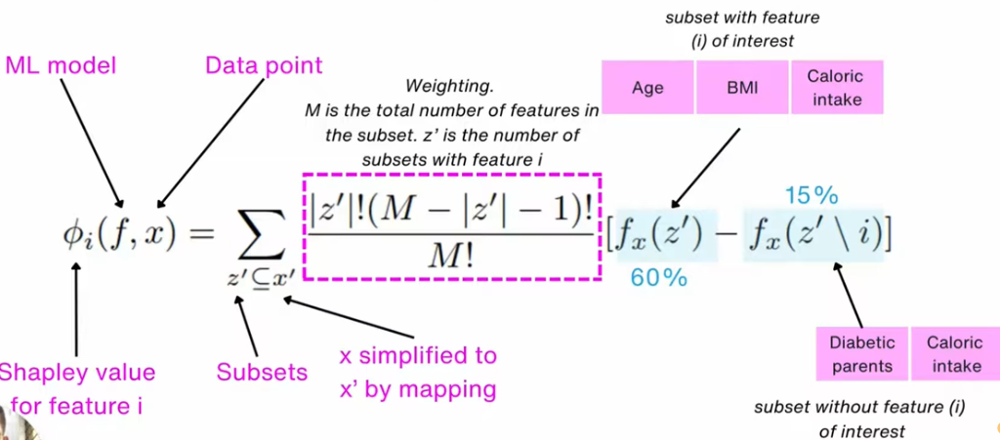 subset with feature
(i) of interest
ML model
Data point
Weighting.
M is the total number of features in
the subset. z' is the number of
subsets with feature i
Age
BMI
Caloric
intake
15%
ϕᵢ(f, x) = ∑ |z'|!(M − |z'| − 1)! / M! [fₓ(z') − fₓ(z' \ i)]
z'⊆x'
60%
Shapley value
for feature i
Subsets
x simplified to
x' by mapping
Diabetic
parents
Caloric
intake
subset without feature (i)
of interest